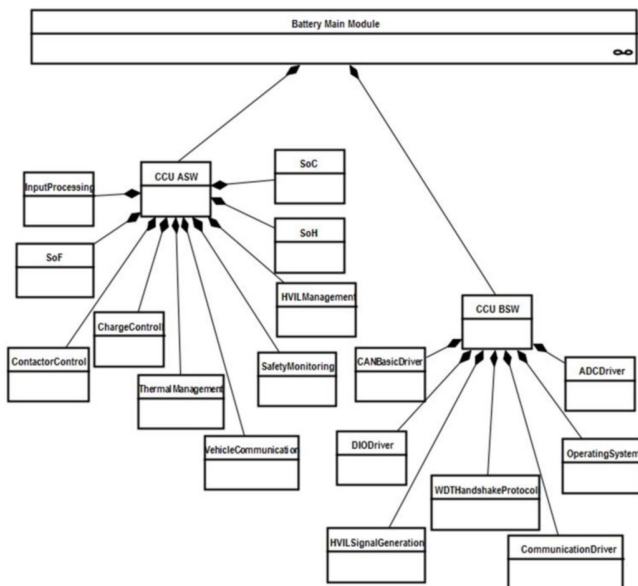 Battery Main Module
CCU ASW
SoC
InputProcessing
SoH
SoF
HVILManagement
CCU BSW
ChargeControl
ContactorControl
SafetyMonitoring
CANBasicDriver
ADCDriver
ThermalManagement
VehicleCommunication
DIODriver
OperatingSystem
WDTHandshakeProtocol
HVILSignalGeneration
CommunicationDriver